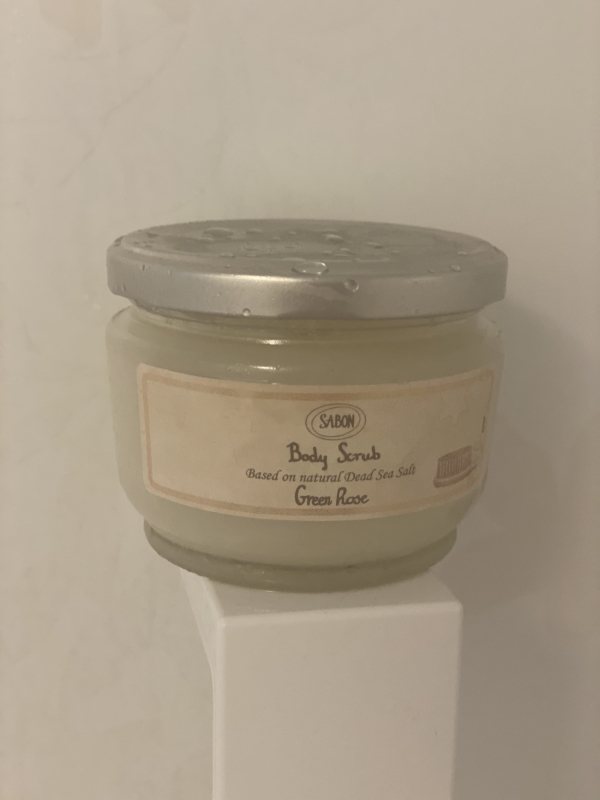 SABON
Body Scrub
Based on natural Dead Sea Salt
Green Rose